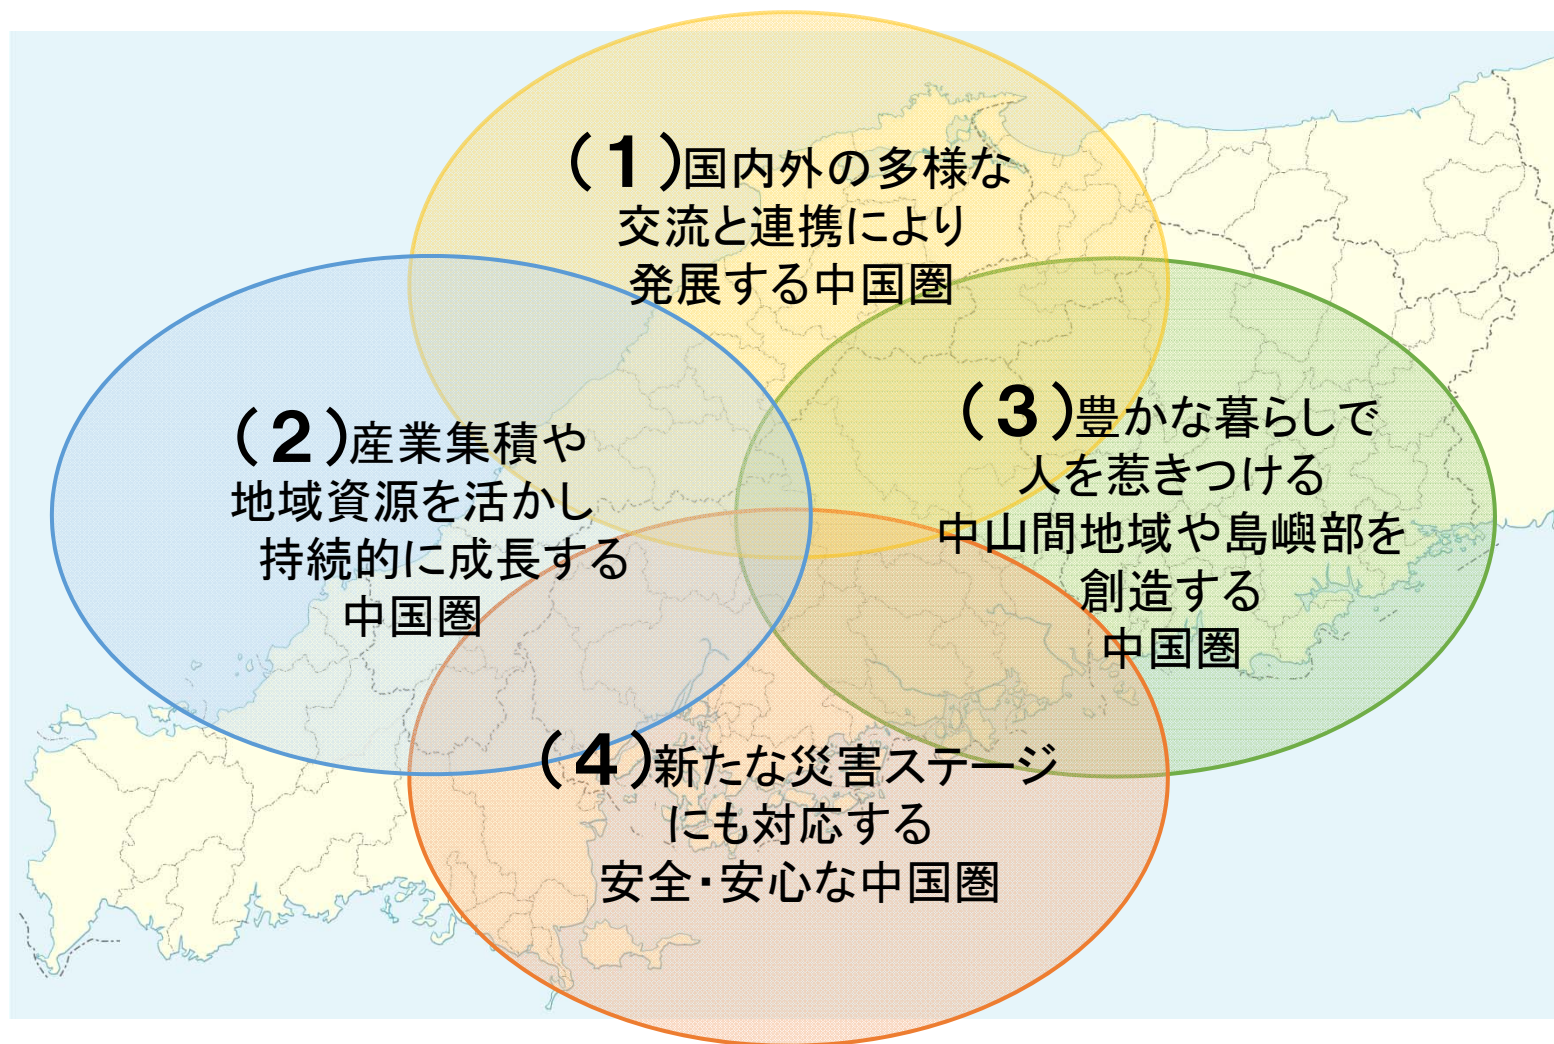 （1）国内外の多様な
交流と連携により
発展する中国圏
（2）産業集積や
地域資源を活かし
持続的に成長する
中国圏
（3）豊かな暮らしで
人を惹きつける
中山間地域や島嶼部を
創造する
中国圏
（4）新たな災害ステージ
にも対応する
安全・安心な中国圏